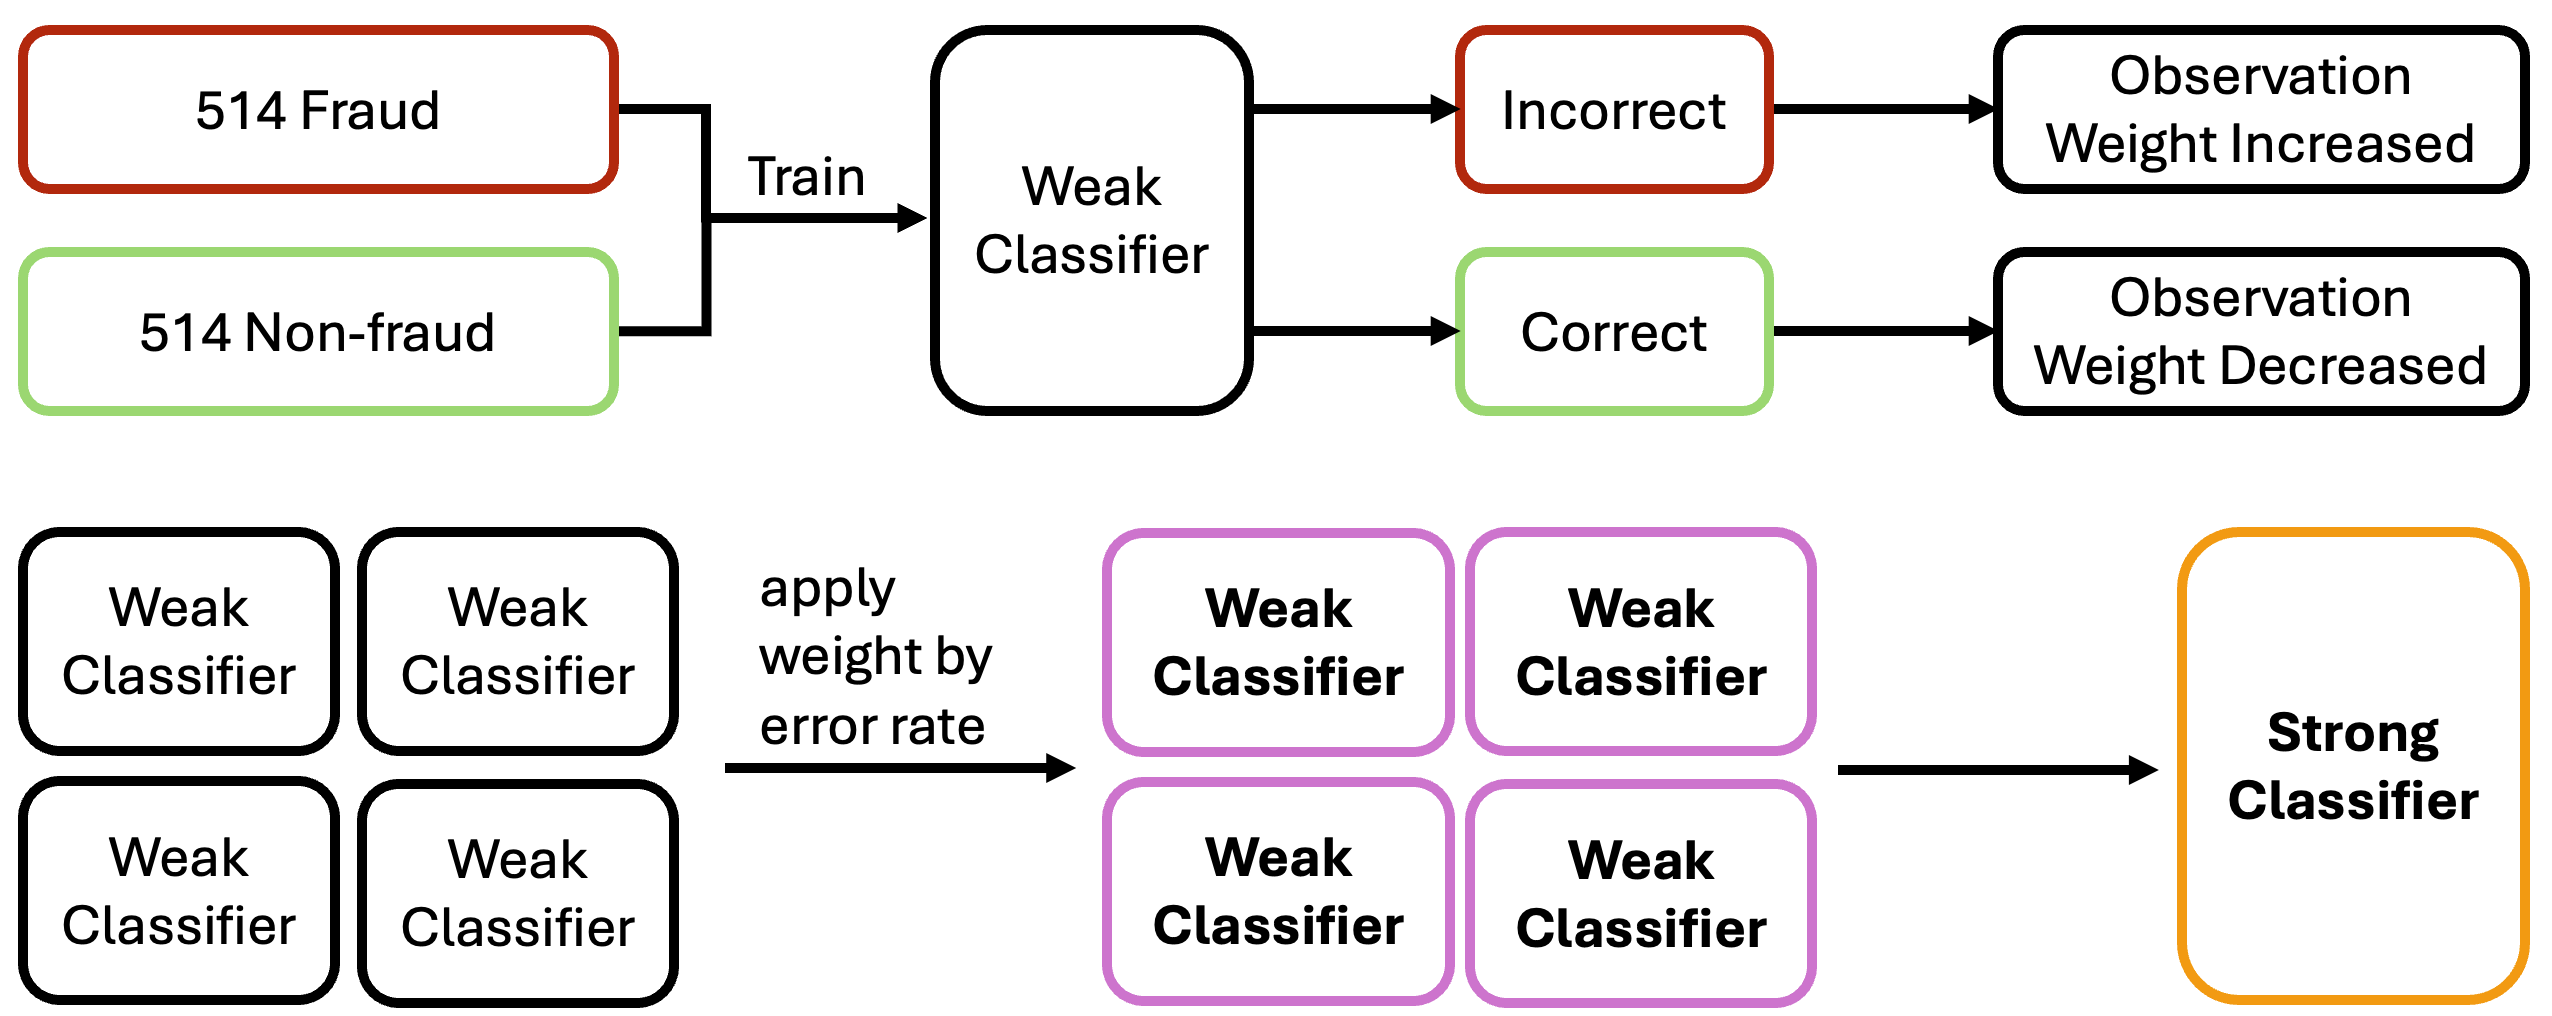 514 Fraud
514 Non-fraud
Train
Weak
Classifier
Incorrect
Correct
Observation
Weight Increased
Observation
Weight Decreased
Weak
Classifier
Weak
Classifier
Weak
Classifier
Weak
Classifier
apply
weight by
error rate
Weak
Classifier
Weak
Classifier
Weak
Classifier
Weak
Classifier
Strong
Classifier